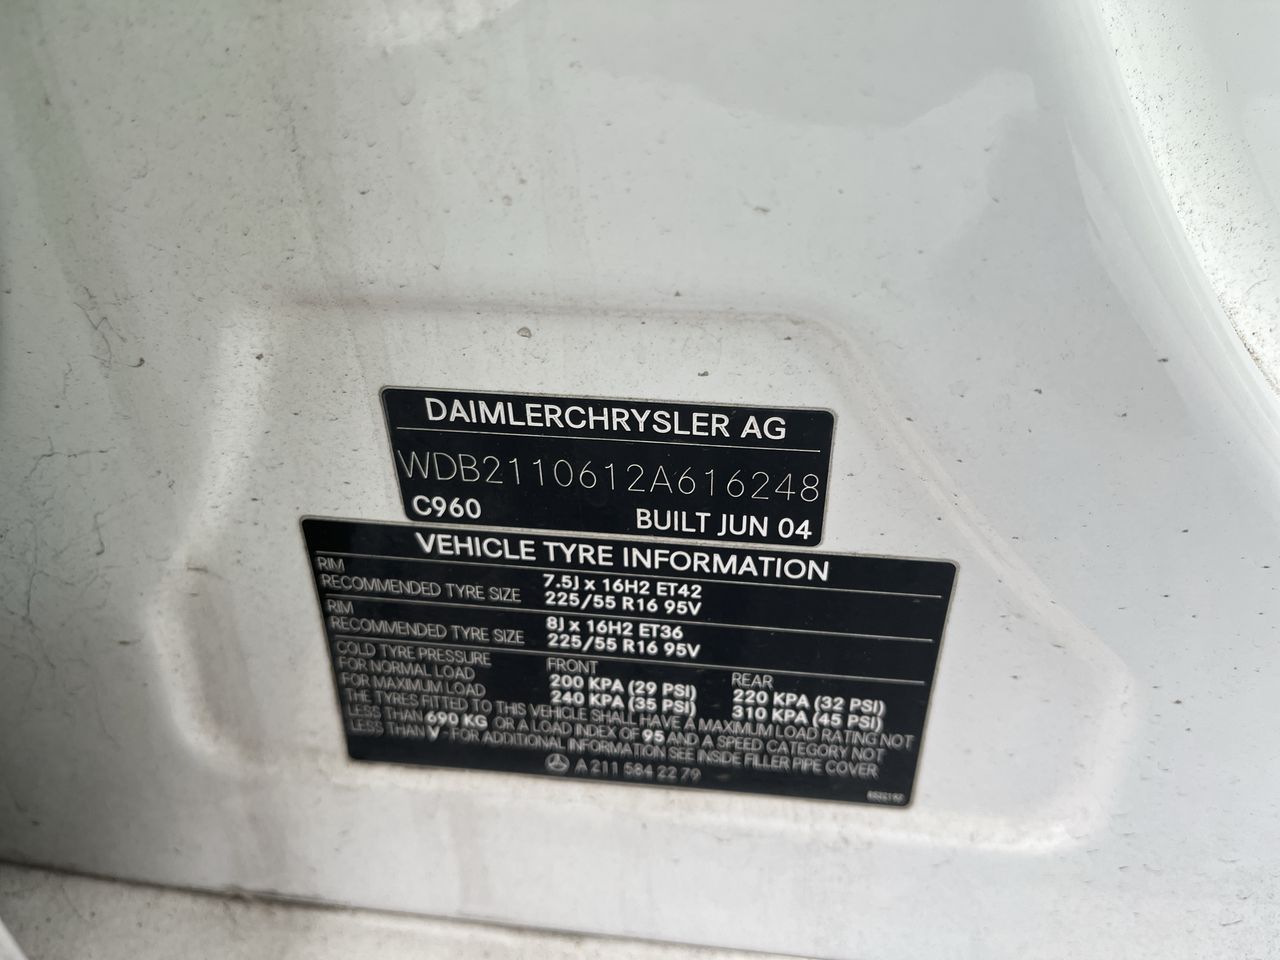 DAIMLERCHRYSLER AG
WDB2110612A616248
C960 BUILT JUN 04
VEHICLE TYRE INFORMATION
RIM 7.5J x 16H2 ET42
RECOMMENDED TYRE SIZE 225/55 R16 95V
RIM 8J x 16H2 ET36
RECOMMENDED TYRE SIZE 225/55 R16 95V
COLD TYRE PRESSURE FRONT REAR
FOR NORMAL LOAD 200 KPA (29 PSI) 220 KPA (32 PSI)
FOR MAXIMUM LOAD 240 KPA (35 PSI) 310 KPA (45 PSI)
THE TYRES FITTED TO THIS VEHICLE SHALL HAVE A MAXIMUM LOAD RATING NOT
LESS THAN 690 KG OR A LOAD INDEX OF 95 AND A SPEED CATEGORY NOT
LESS THAN V-FOR ADDITIONAL INFORMATION SEE INSIDE FILLER PIPE COVER
A 211 584 22 79